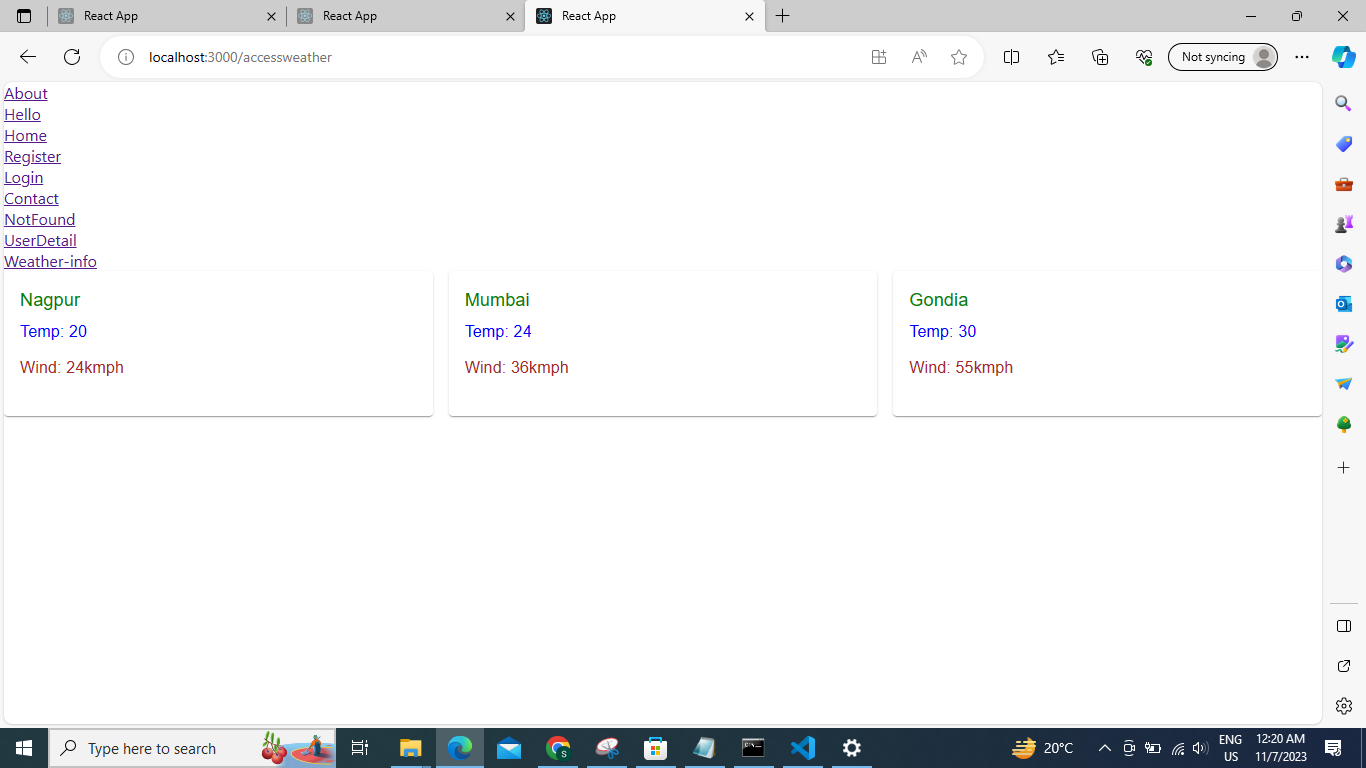 React App
React App
React App
localhost:3000/accessweather
Not syncing
About
Hello
Home
Register
Login
Contact
NotFound
UserDetail
Weather-info
Nagpur
Temp: 20
Wind: 24kmph
Mumbai
Temp: 24
Wind: 36kmph
Gondia
Temp: 30
Wind: 55kmph
Type here to search
20°C
ENG
US
12:20 AM
11/7/2023